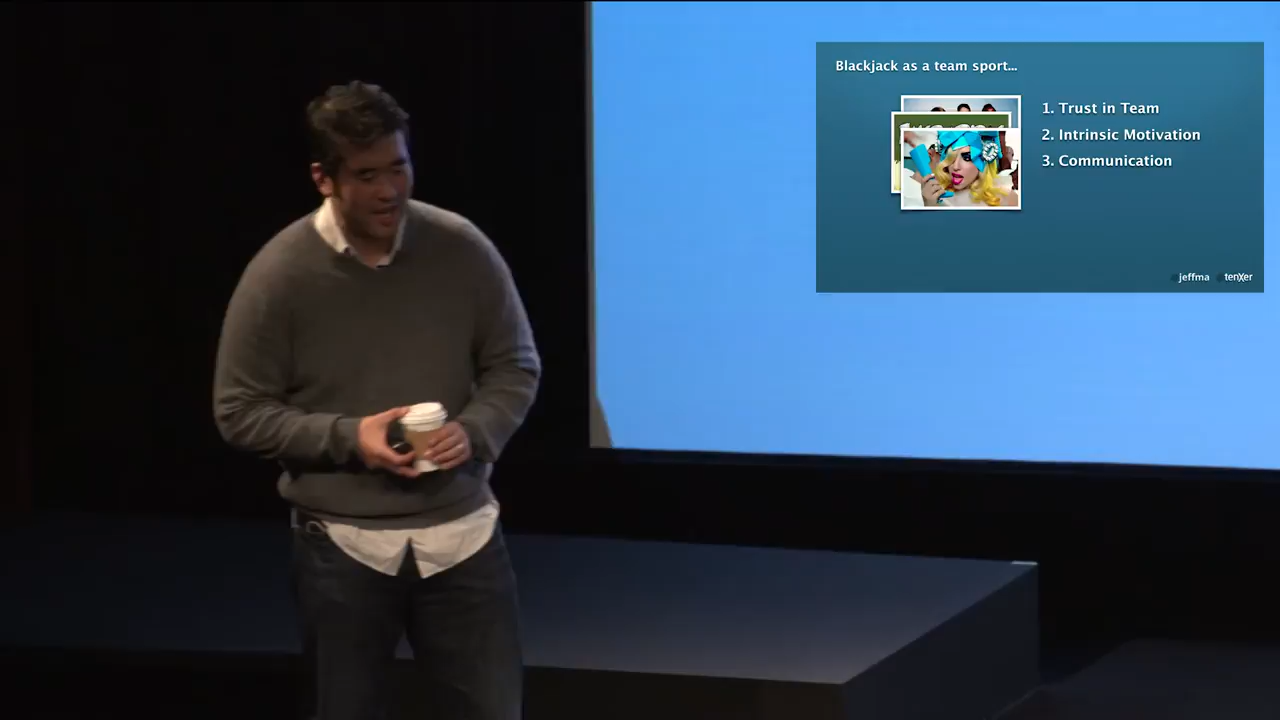 Blackjack as a team sport...
1. Trust in Team
2. Intrinsic Motivation
3. Communication
jeffma tenXer